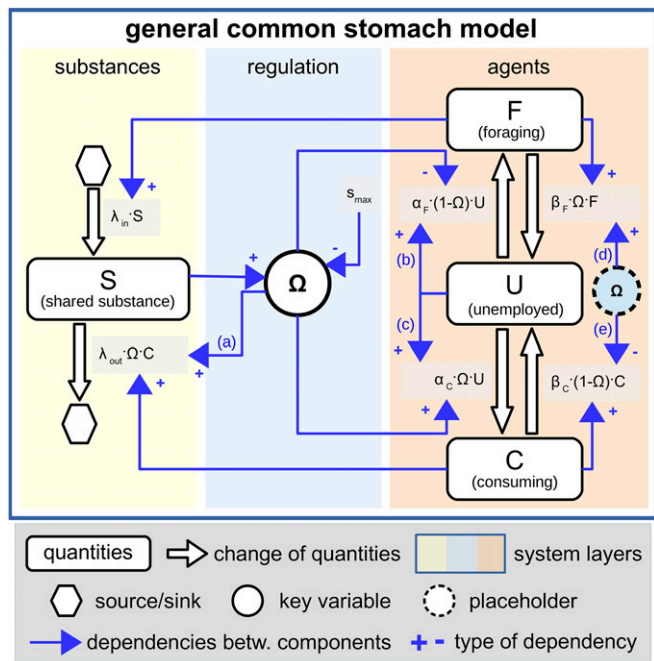 general common stomach model
substances
regulation
agents
F
(foraging)
λin·S
smax
αF·(1-Ω)·U
βF·Ω·F
S
(shared substance)
Ω
U
(unemployed)
Ω
(a)
(b)
(c)
(d)
(e)
λout·Ω·C
αC·Ω·U
βC·(1-Ω)·C
C
(consuming)
+
-
+
+
-
+
+
+
+
-
+
+
+
+
quantities
change of quantities
system layers
source/sink
key variable
placeholder
dependencies betw. components
+ - type of dependency